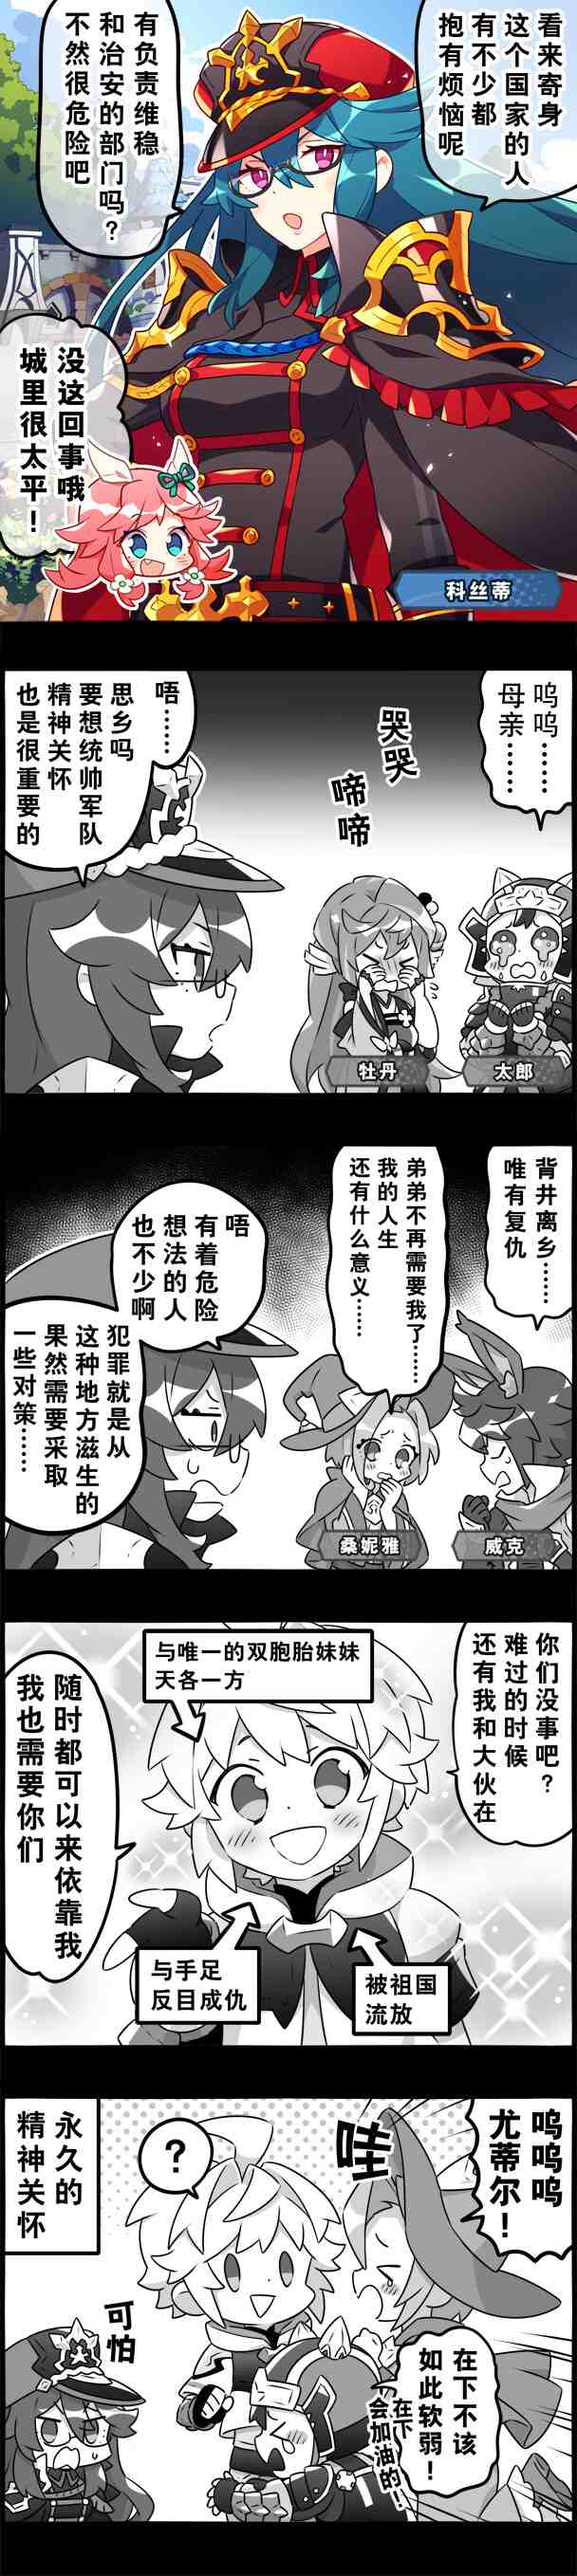 看来寄身
这个国家的人
有不少都
抱有烦恼呢
有负责维稳
和治安的部门吗？
不然很危险吧
没这回事哦
城里很太平！
科丝蒂
呜呜……
母亲……
哭哭
啼啼
唔……
思乡吗
要想统帅军队
精神关怀
也是很重要的
牡丹
太郎
背井离乡……
唯有复仇
弟弟不再需要我了……
我的人生
还有什么意义……
唔
有着危险
想法的人
也不少啊
犯罪就是从
这种地方滋生的
果然需要采取
一些对策……
桑妮雅
威克
你们没事吧？
难过的时候
还有我和大伙在
与唯一的双胞胎妹妹
天各一方
随时都可以来依靠我
我也需要你们
与手足
反目成仇
被祖国
流放
呜呜呜
尤蒂尔！
哇
？
永久的
精神关怀
可怕
在下不该
如此软弱！
在下
会加油的！